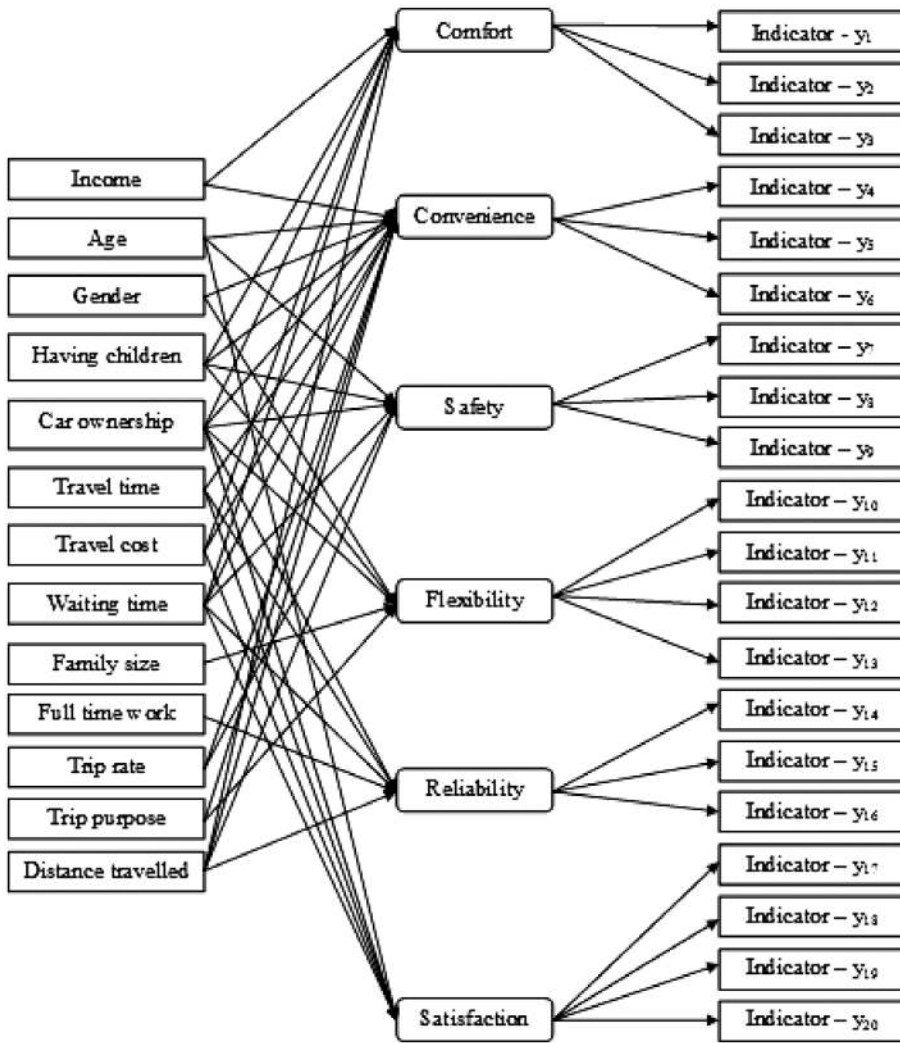 Income
Age
Gender
Having children
Car ownership
Travel time
Travel cost
Waiting time
Family size
Full time work
Trip rate
Trip purpose
Distance travelled
Comfort
Convenience
Safety
Flexibility
Reliability
Satisfaction
Indicator - y₁
Indicator – y₂
Indicator – y₃
Indicator – y₄
Indicator – y₅
Indicator – y₆
Indicator – y₇
Indicator – y₈
Indicator – y₉
Indicator – y₁₀
Indicator – y₁₁
Indicator – y₁₂
Indicator – y₁₃
Indicator – y₁₄
Indicator – y₁₅
Indicator – y₁₆
Indicator – y₁₇
Indicator – y₁₈
Indicator – y₁₉
Indicator – y₂₀